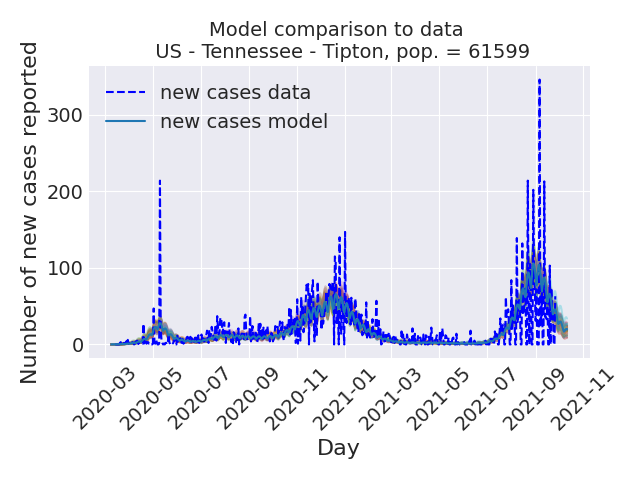 Model comparison to data
US - Tennessee - Tipton, pop. = 61599
Number of new cases reported
300
200
100
0
new cases data
new cases model
2020-03
2020-05
2020-07
2020-09
2020-11
2021-01
2021-03
2021-05
2021-07
2021-09
2021-11
Day